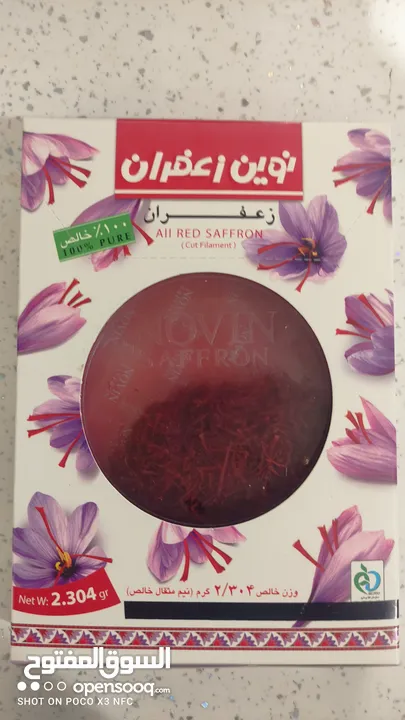 نوین زعفران
زعفران
All RED SAFFRON
(Cut Filament)
٪۱۰۰ خالص
100% PURE
NOVIN
SAFFRON
Net W: 2.304 gr
وزن خالص ۲/۳۰۴ گرم (نیم مثقال خالص)
السوق المفتوح
opensooq.com
SHOT ON POCO X3 NFC